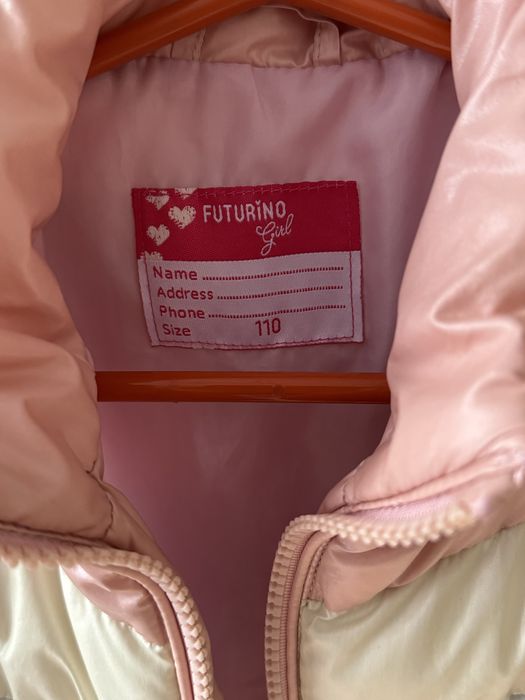 FUTURINO
Girl
Name
Address
Phone
Size 110